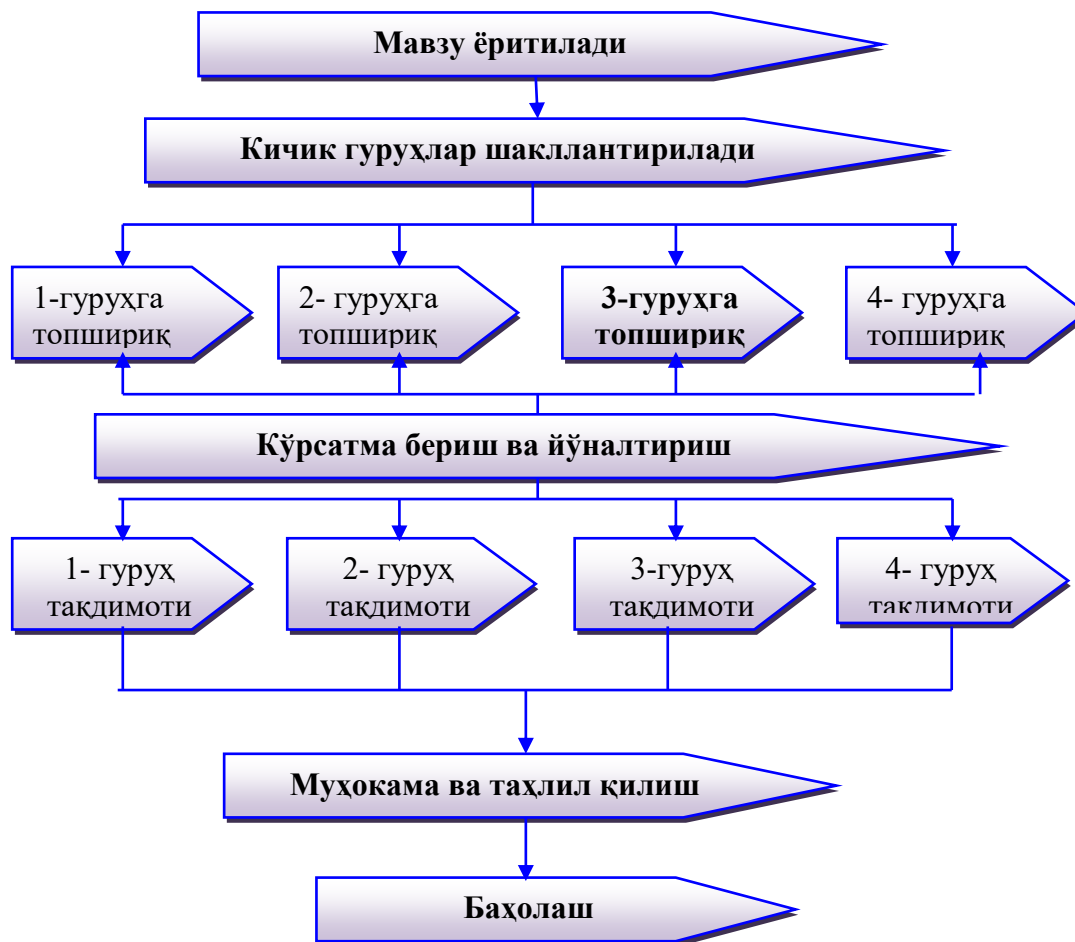 Мавзу ёритилади
Кичик гуруҳлар шакллантирилади
1-гуруҳга
топшириқ
2- гуруҳга
топшириқ
3-гуруҳга
топшириқ
4- гуруҳга
топшириқ
Кўрсатма бериш ва йўналтириш
1- гуруҳ
тақдимоти
2- гуруҳ
тақдимоти
3-гуруҳ
тақдимоти
4- гуруҳ
тақдимоти
Муҳокама ва таҳлил қилиш
Баҳолаш